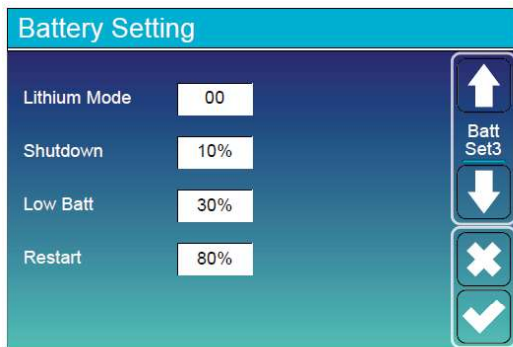 Battery Setting
Lithium Mode 00
Shutdown 10%
Low Batt 30%
Restart 80%
Batt
Set3